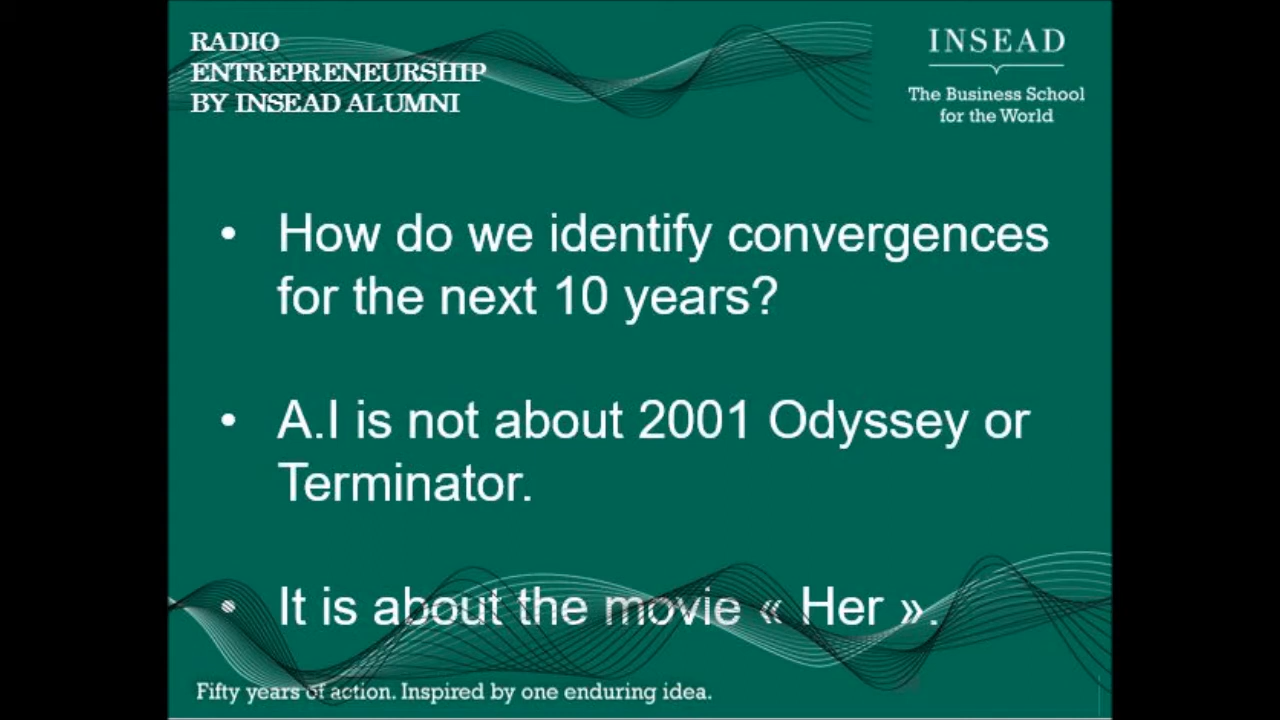 RADIO
ENTREPRENEURSHIP
BY INSEAD ALUMNI
INSEAD
The Business School
for the World
• How do we identify convergences
for the next 10 years?
• A.I is not about 2001 Odyssey or
Terminator.
• It is about the movie « Her ».
Fifty years of action. Inspired by one enduring idea.